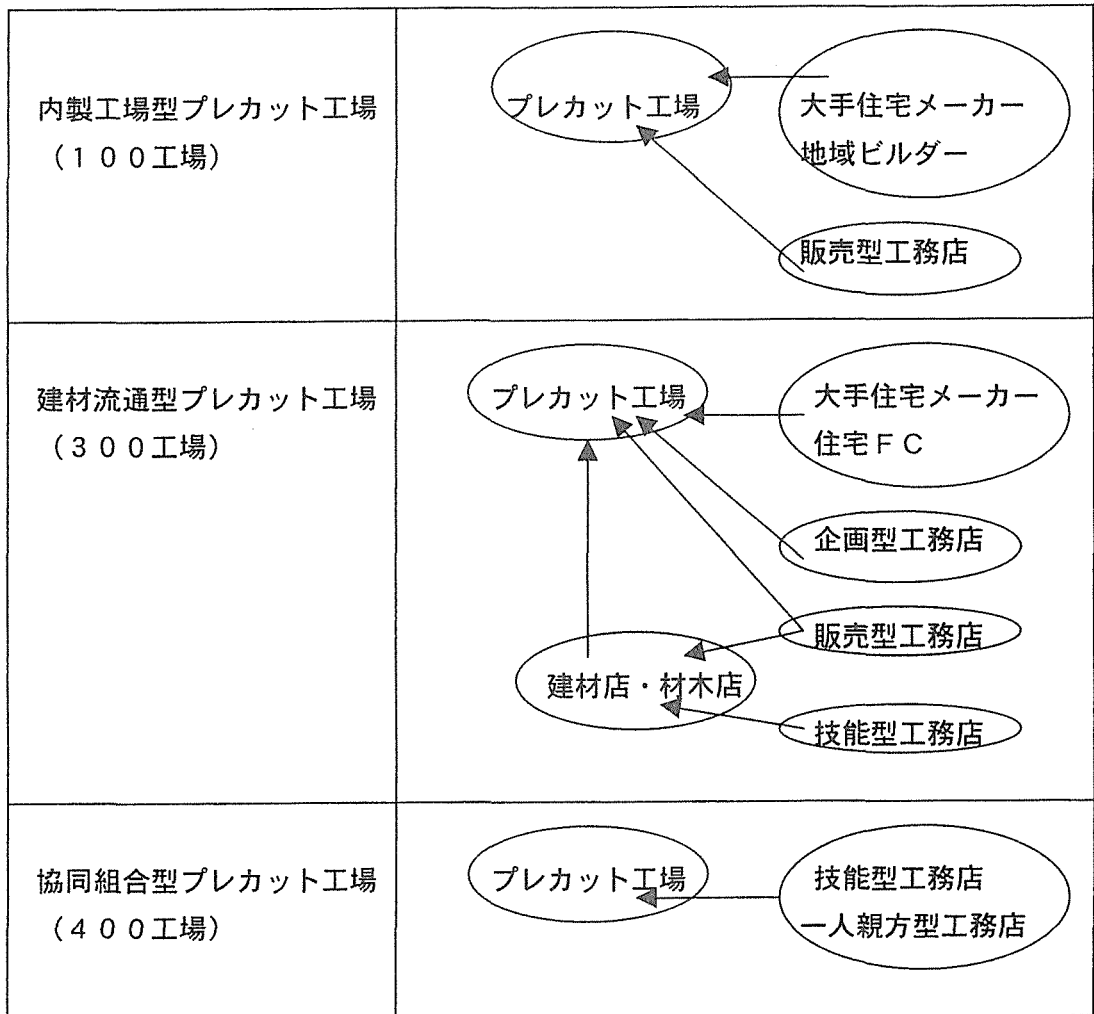 内製工場型プレカット工場
（１００工場）
プレカット工場
大手住宅メーカー
地域ビルダー
販売型工務店
建材流通型プレカット工場
（３００工場）
プレカット工場
大手住宅メーカー
住宅ＦＣ
企画型工務店
販売型工務店
建材店・材木店
技能型工務店
協同組合型プレカット工場
（４００工場）
プレカット工場
技能型工務店
一人親方型工務店